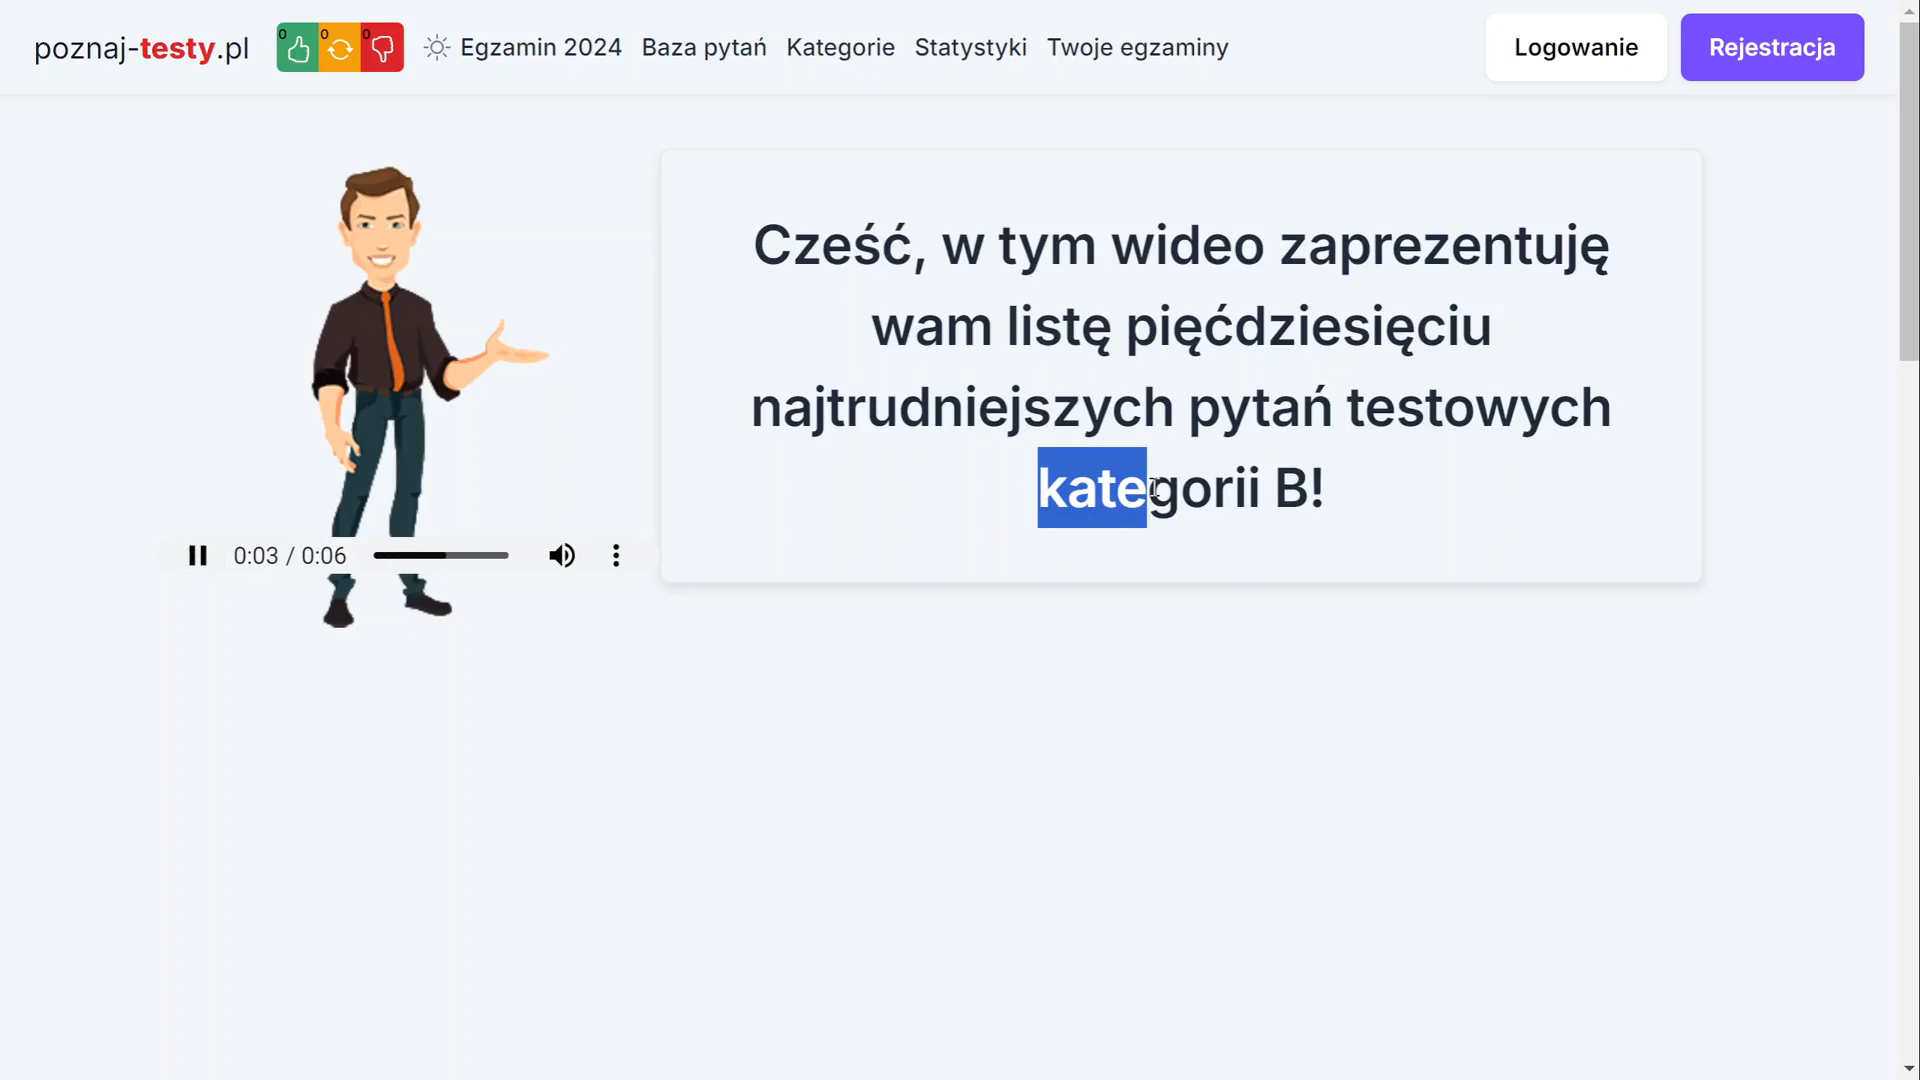 poznaj-testy.pl
0 0 0
Egzamin 2024 Baza pytań Kategorie Statystyki Twoje egzaminy
Logowanie
Rejestracja
Cześć, w tym wideo zaprezentuję
wam listę pięćdziesięciu
najtrudniejszych pytań testowych
kategorii B!
0:03 / 0:06